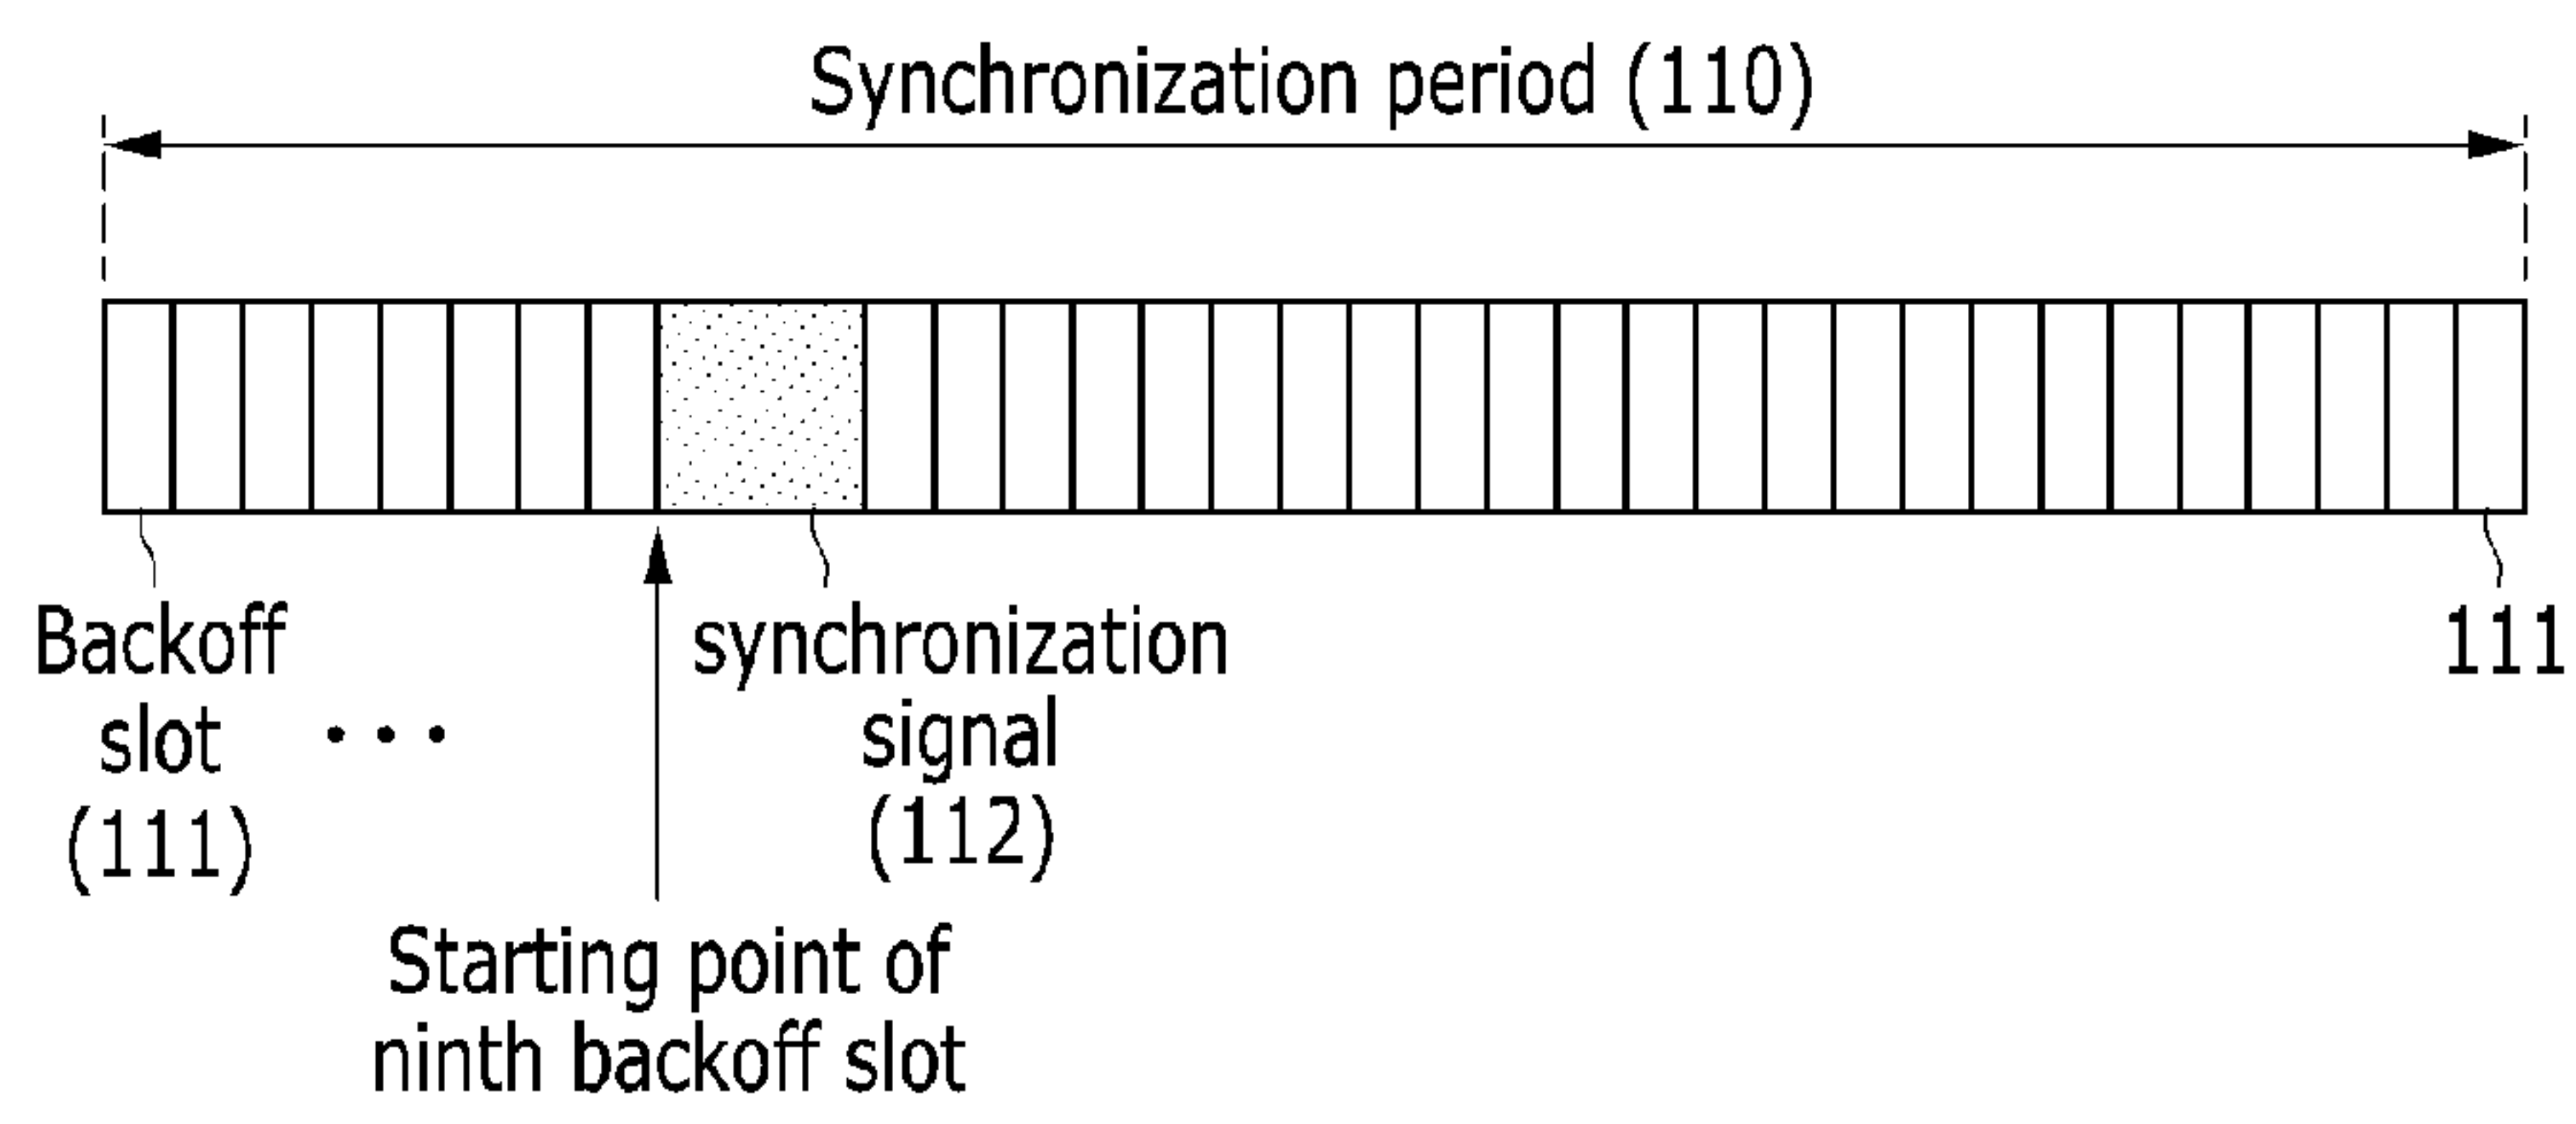 Synchronization period (110)
Backoff
slot
(111)
• • •
synchronization
signal
(112)
111
Starting point of
ninth backoff slot